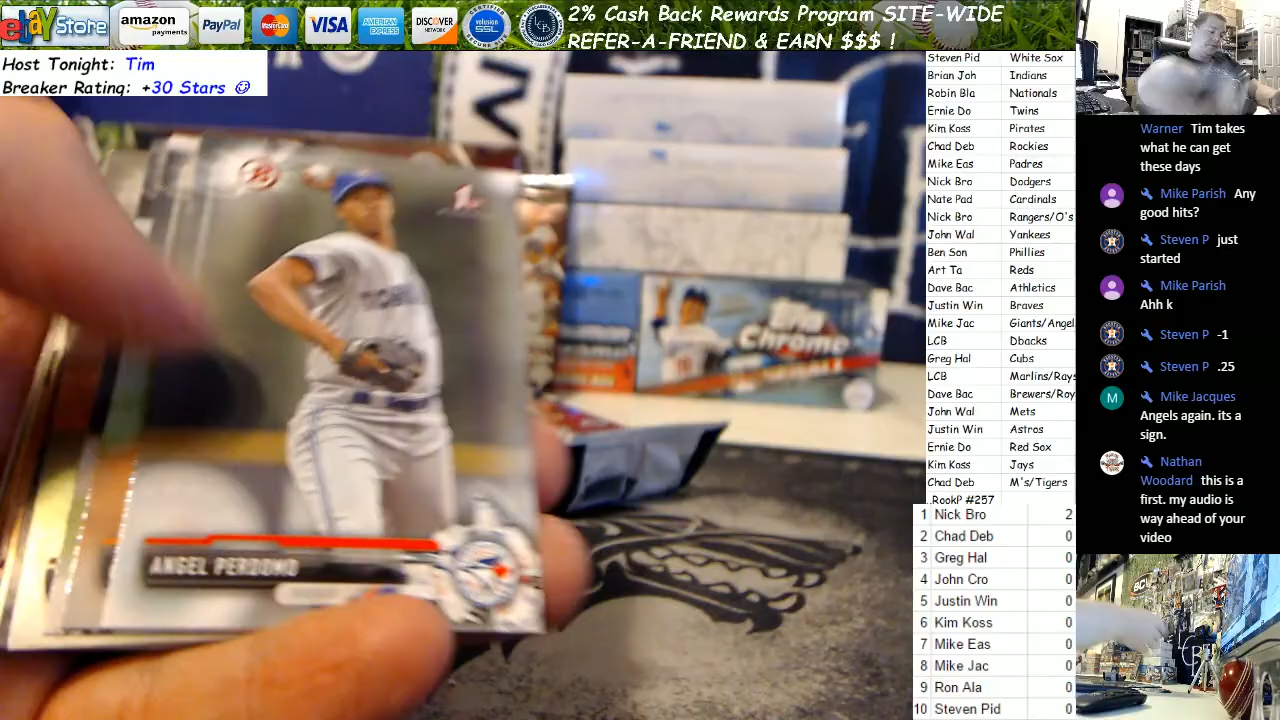 ebay Store
amazon payments
PayPal
MasterCard
VISA
AMERICAN EXPRESS
DISCOVER NETWORK
volusion SSL
LCB
2% Cash Back Rewards Program SITE-WIDE
REFER-A-FRIEND & EARN $$$ !
Host Tonight: Tim
Breaker Rating: +30 Stars
M
Chrome
ANGEL
Steven Pid White Sox
Brian Joh Indians
Robin Bla Nationals
Ernie Do Twins
Kim Koss Pirates
Chad Deb Rockies
Mike Eas Padres
Nick Bro Dodgers
Nate Pad Cardinals
Nick Bro Rangers/O's
John Wal Yankees
Ben Son Phillies
Art Ta Reds
Dave Bac Athletics
Justin Win Braves
Mike Jac Giants/Angel
LCB Dbacks
Greg Hal Cubs
LCB Marlins/Rays
Dave Bac Brewers/Roy
John Wal Mets
Justin Win Astros
Ernie Do Red Sox
Kim Koss Jays
Chad Deb M's/Tigers
RookP #257
1 Nick Bro 2
2 Chad Deb 0
3 Greg Hal 0
4 John Cro 0
5 Justin Win 0
6 Kim Koss 0
7 Mike Eas 0
8 Mike Jac 0
9 Ron Ala 0
10 Steven Pid 0
Warner Tim takes
what he can get
these days
Mike Parish Any
good hits?
Steven P just
started
Mike Parish
Ahh k
Steven P -1
Steven P .25
M Mike Jacques
Angels again. its a
sign.
Nathan
Woodard this is a
first. my audio is
way ahead of your
video